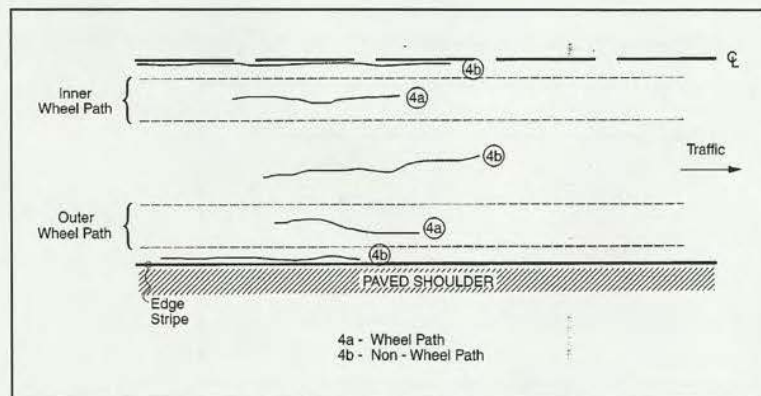 4b
℄
Inner
Wheel Path
4a
4b
Traffic
Outer
Wheel Path
4a
4b
PAVED SHOULDER
Edge
Stripe
4a - Wheel Path
4b - Non - Wheel Path